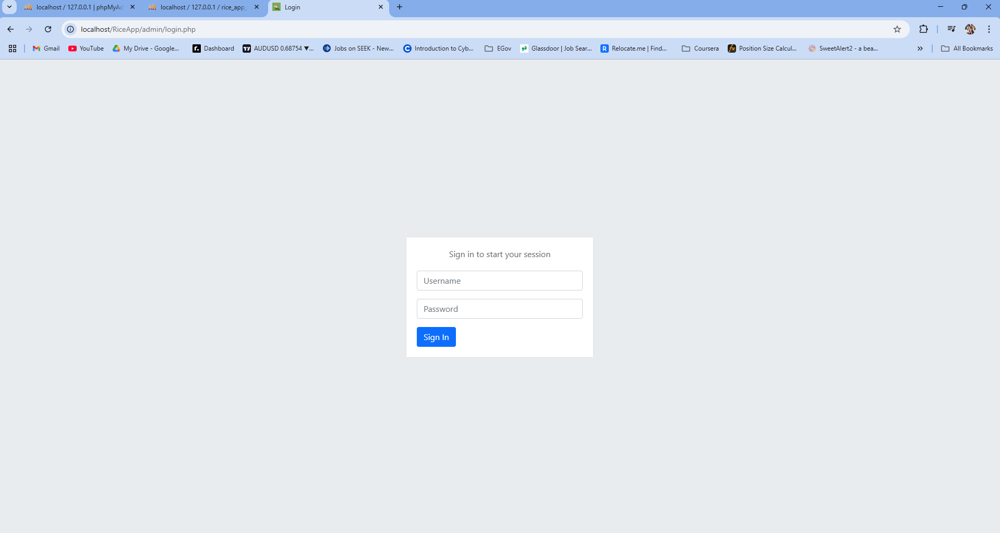 localhost / 127.0.0.1 | phpMyAd
localhost / 127.0.0.1 / rice_app_
Login
localhost/RiceApp/admin/login.php
Gmail
YouTube
My Drive - Google...
Dashboard
AUDUSD 0.68754 ▼...
Jobs on SEEK - New...
Introduction to Cyb...
EGov
Glassdoor | Job Sear...
Relocate.me | Find...
Coursera
Position Size Calcul...
SweetAlert2 - a bea...
All Bookmarks
Sign in to start your session
Username
Password
Sign In